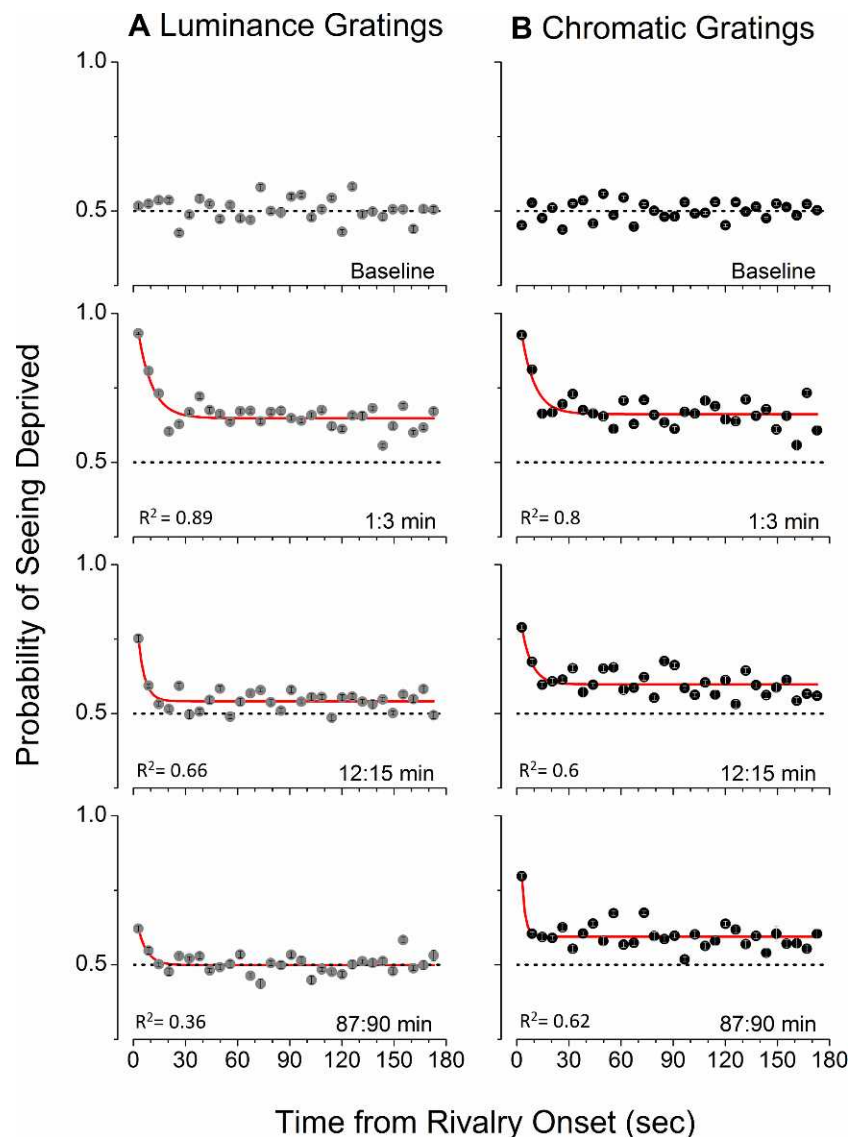 A Luminance Gratings
B Chromatic Gratings
Probability of Seeing Deprived
1.0
0.5
Baseline
Baseline
1.0
0.5
R² = 0.89
1:3 min
R² = 0.8
1:3 min
1.0
0.5
R² = 0.66
12:15 min
R² = 0.6
12:15 min
1.0
0.5
R² = 0.36
87:90 min
R² = 0.62
87:90 min
0 30 60 90 120 150 180
0 30 60 90 120 150 180
Time from Rivalry Onset (sec)